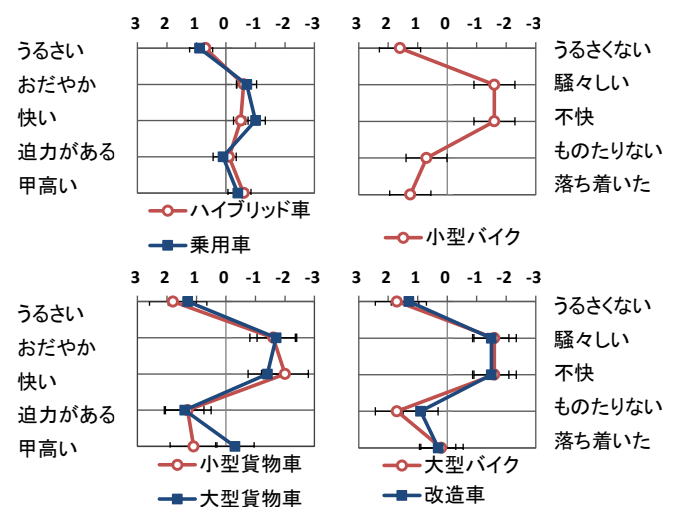 3 2 1 0 -1 -2 -3
3 2 1 0 -1 -2 -3
うるさい
うるさくない
おだやか
騒々しい
快い
不快
迫力がある
ものたりない
甲高い
落ち着いた
ハイブリッド車
乗用車
小型バイク
3 2 1 0 -1 -2 -3
3 2 1 0 -1 -2 -3
うるさい
うるさくない
おだやか
騒々しい
快い
不快
迫力がある
ものたりない
甲高い
落ち着いた
小型貨物車
大型貨物車
大型バイク
改造車